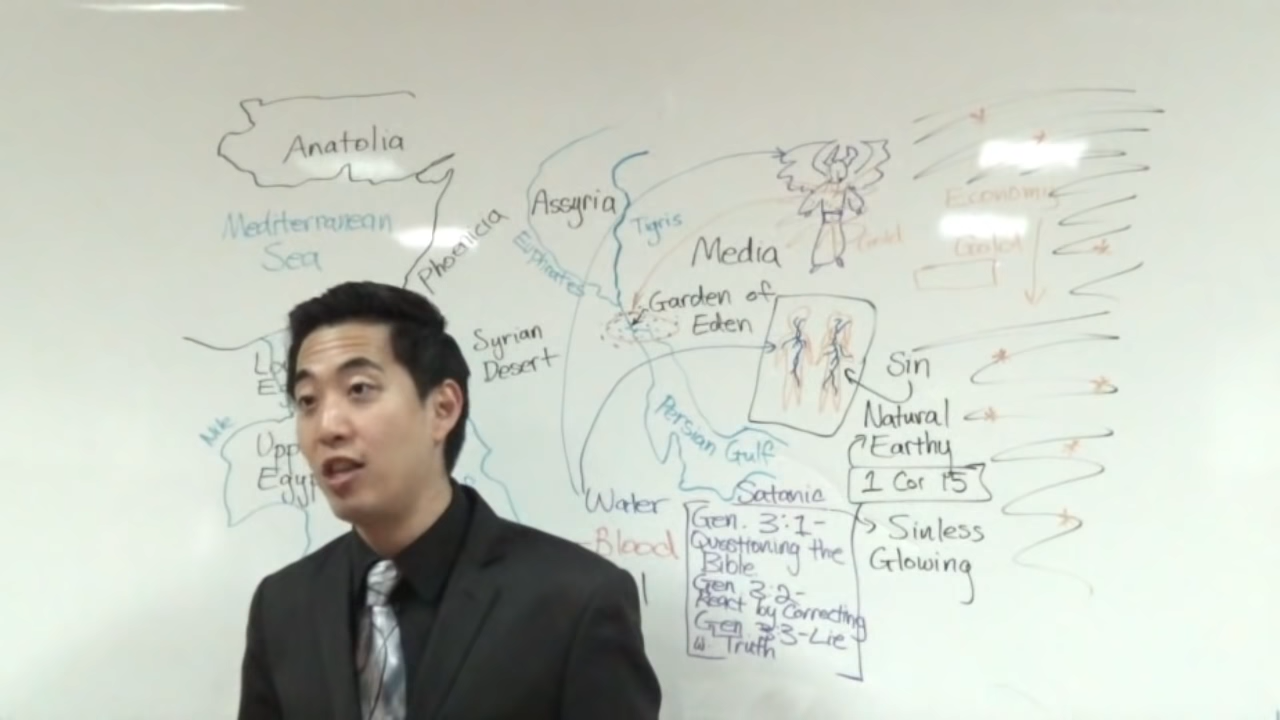 Anatolia
Mediterranean
Sea
Phoenicia
Assyria
Tigris
Euphrates
Media
Garden of
Eden
Syrian
Desert
Persian Gulf
Nile
Upp
Egyp
Economic
Sin
Natural
Earthy
1 Cor 15
Sinless
Glowing
Water
-Blood
Satanic
Gen. 3:1-
Questioning the
Bible
Gen 3:2-
React by Correcting
Gen 3:3-Lie
w. Truth